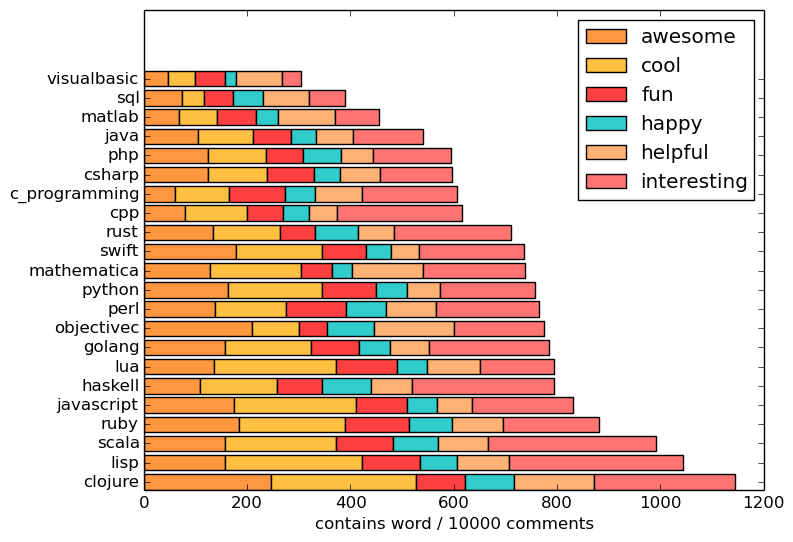 awesome
cool
fun
happy
helpful
interesting
visualbasic
sql
matlab
java
php
csharp
c_programming
cpp
rust
swift
mathematica
python
perl
objectivec
golang
lua
haskell
javascript
ruby
scala
lisp
clojure
0 200 400 600 800 1000 1200
contains word / 10000 comments